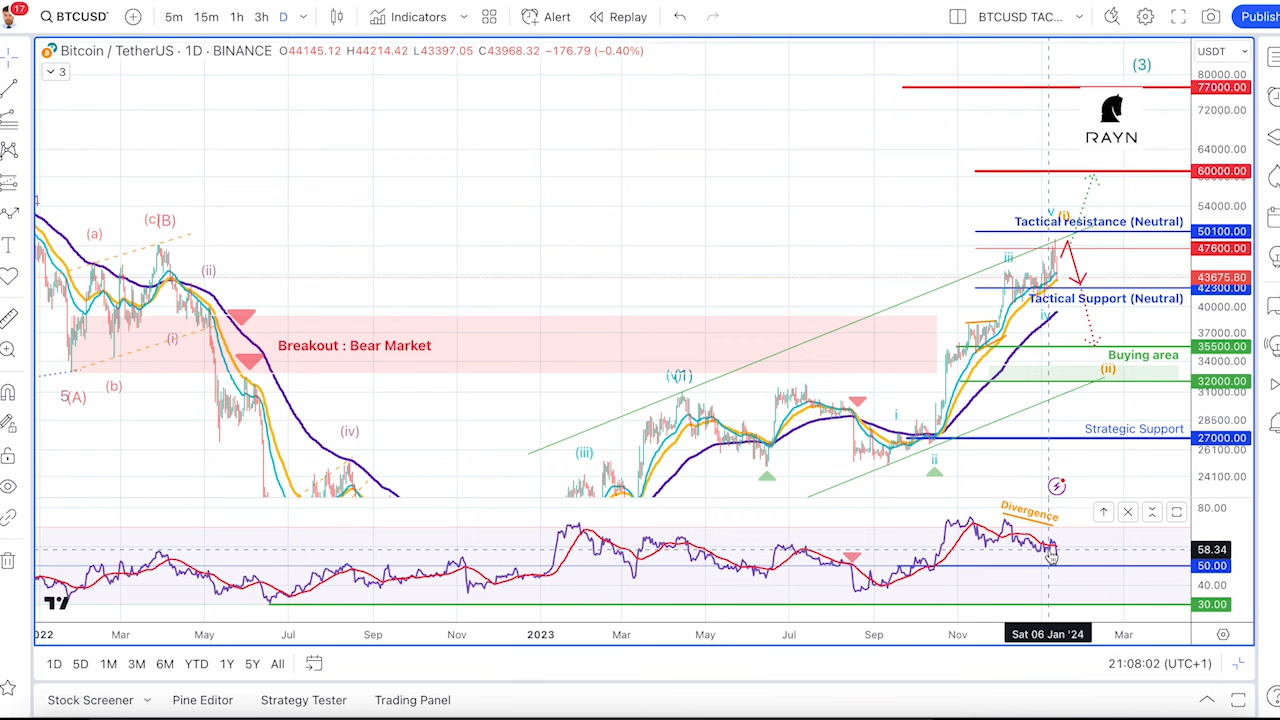 17
BTCUSD
5m 15m 1h 3h D
Indicators
Alert
Replay
BTCUSD TAC...
Publish
Bitcoin / TetherUS · 1D · BINANCE O44145.12 H44214.42 L43397.05 C43968.32 −176.79 (−0.40%)
USDT
3
(3)
80000.00
77000.00
72000.00
RAYN
64000.00
60000.00
54000.00
v (i)
Tactical resistance (Neutral)
50100.00
47600.00
(a)
(c)
(B)
(ii)
iii
43675.80
42300.00
Tactical Support (Neutral)
40000.00
iv
37000.00
(i)
Breakout : Bear Market
35500.00
Buying area
34000.00
(ii)
32000.00
5(A)
(b)
(1)
31000.00
28500.00
i
Strategic Support
27000.00
26100.00
(iv)
(iii)
ii
24100.00
Divergence
80.00
58.34
50.00
40.00
30.00
2022 Mar May Jul Sep Nov 2023 Mar May Jul Sep Nov Sat 06 Jan '24 Mar
1D 5D 1M 3M 6M YTD 1Y 5Y All
21:08:02 (UTC+1)
Stock Screener Pine Editor Strategy Tester Trading Panel